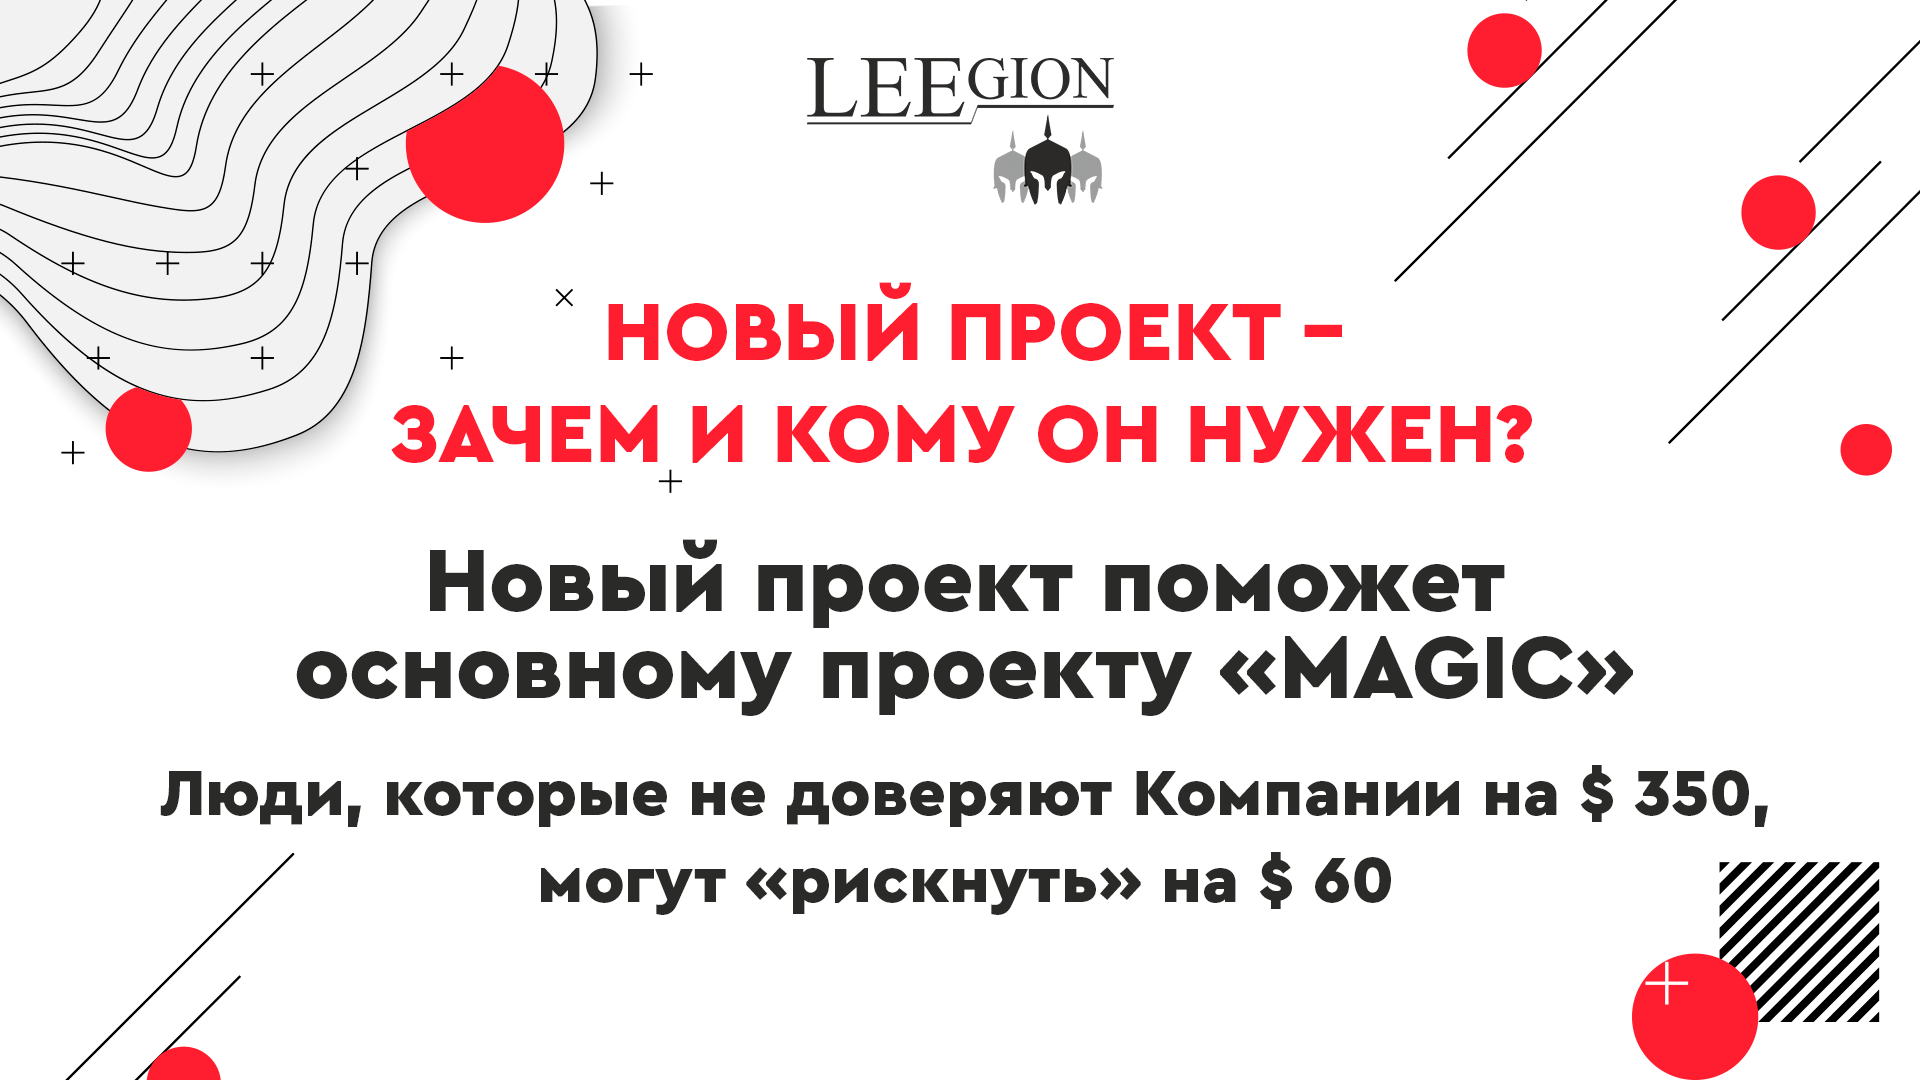 LEEGION
НОВЫЙ ПРОЕКТ –
ЗАЧЕМ И КОМУ ОН НУЖЕН?
Новый проект поможет
основному проекту «MAGIC»
Люди, которые не доверяют Компании на $ 350,
могут «рискнуть» на $ 60